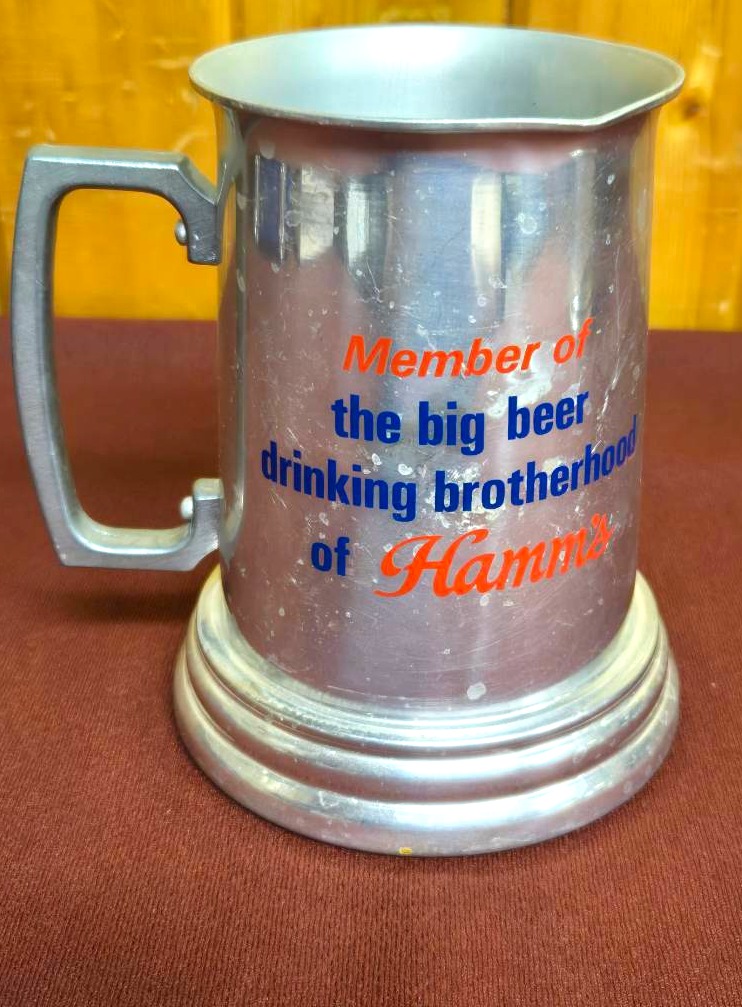 Member of
the big beer
drinking brotherhood
of Hamm's